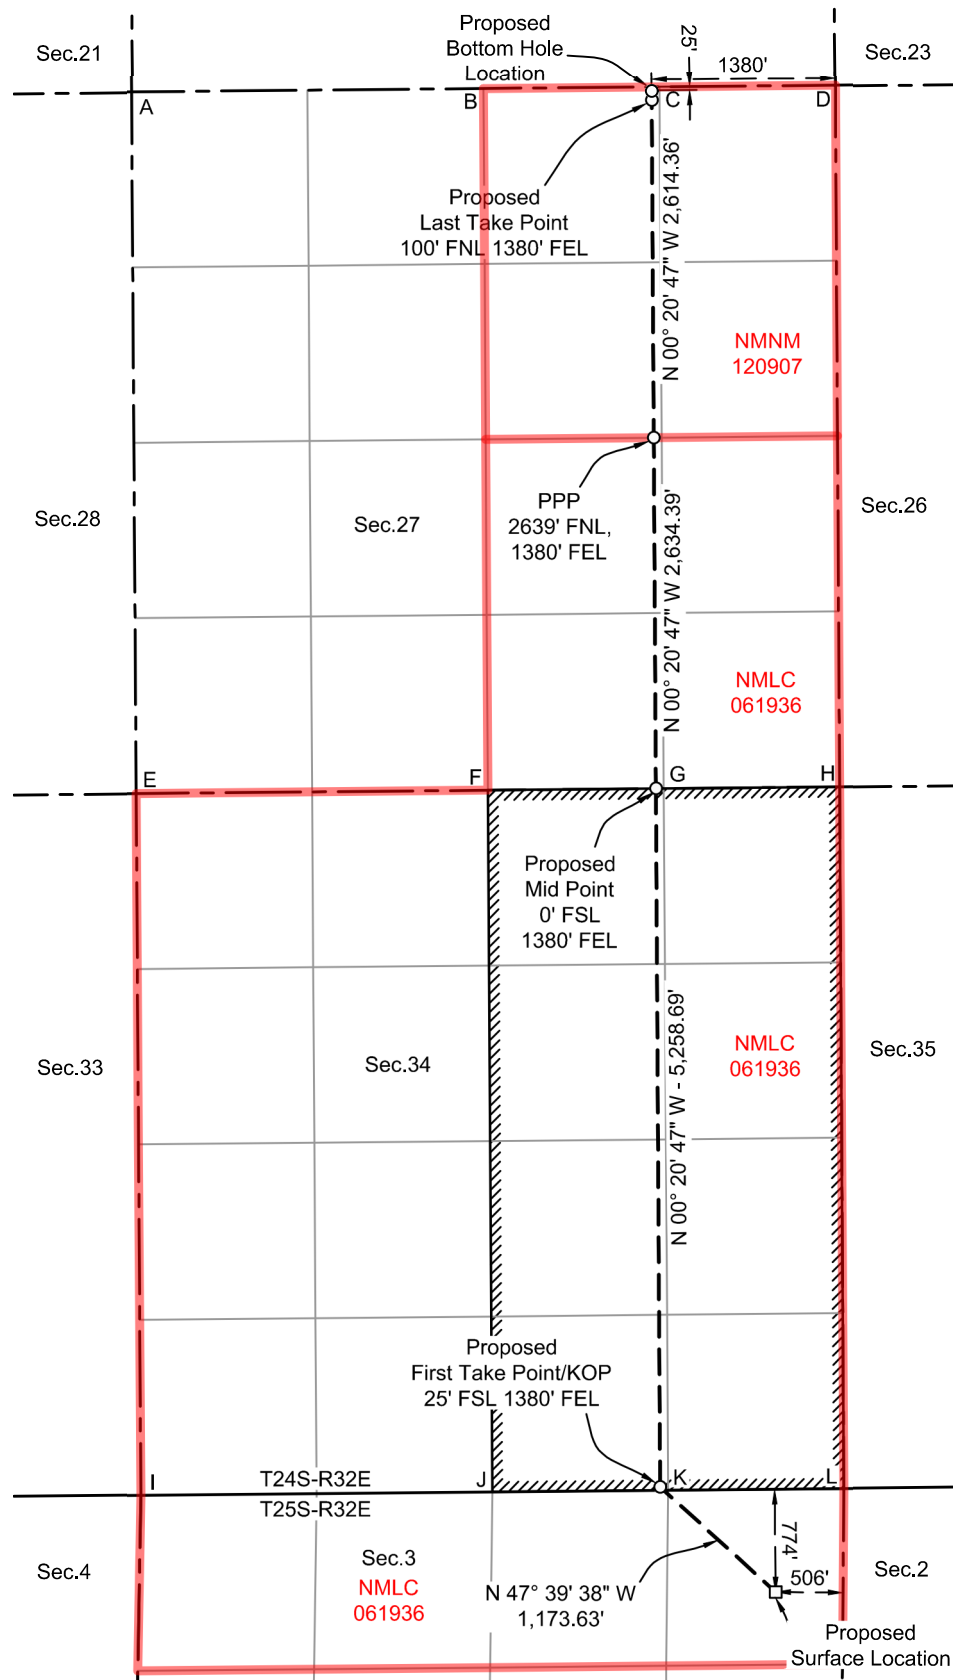 Proposed
Bottom Hole
Location
Sec.21
25'
1380'
Sec.23
A
B
C
D
Proposed
Last Take Point
100' FNL 1380' FEL
N 00° 20' 47" W 2,614.36'
NMNM
120907
PPP
2639' FNL,
1380' FEL
Sec.28
Sec.27
Sec.26
N 00° 20' 47" W 2,634.39'
NMLC
061936
E
F
G
H
Proposed
Mid Point
0' FSL
1380' FEL
Sec.33
Sec.34
NMLC
061936
Sec.35
N 00° 20' 47" W - 5,258.69'
Proposed
First Take Point/KOP
25' FSL 1380' FEL
I
T24S-R32E
J
K
L
T25S-R32E
774'
Sec.4
Sec.3
NMLC
061936
N 47° 39' 38" W
1,173.63'
506'
Sec.2
Proposed
Surface Location